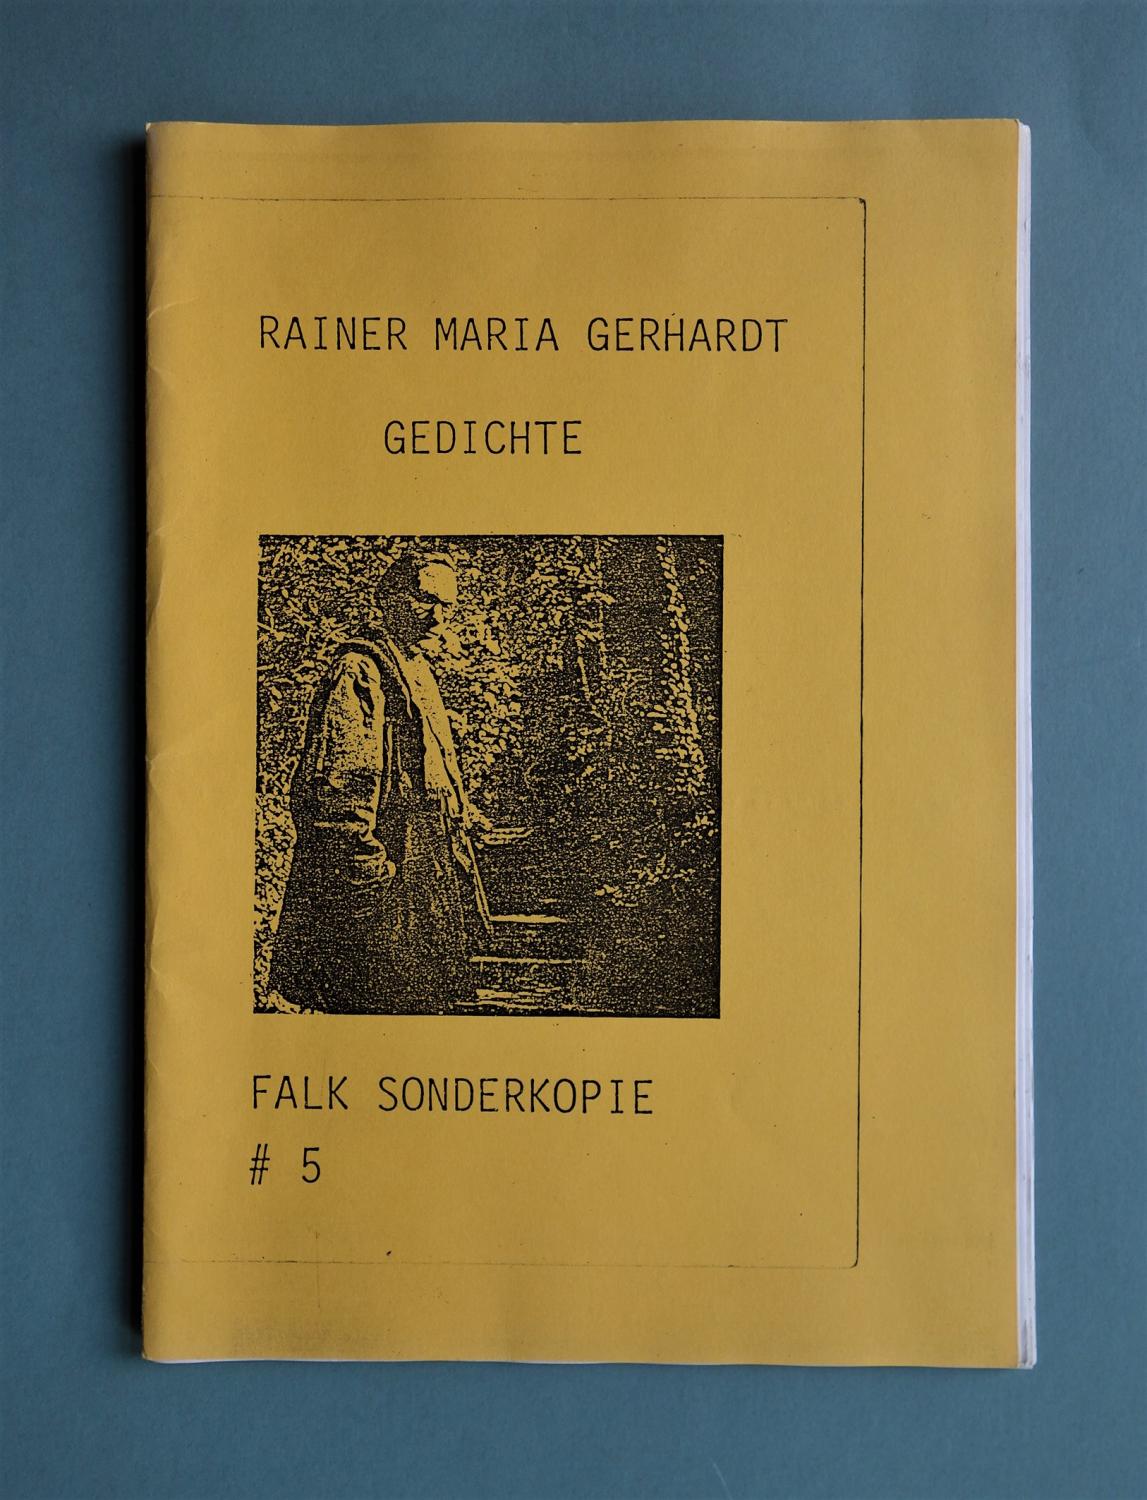 RAINER MARIA GERHARDT
GEDICHTE
FALK SONDERKOPIE
# 5